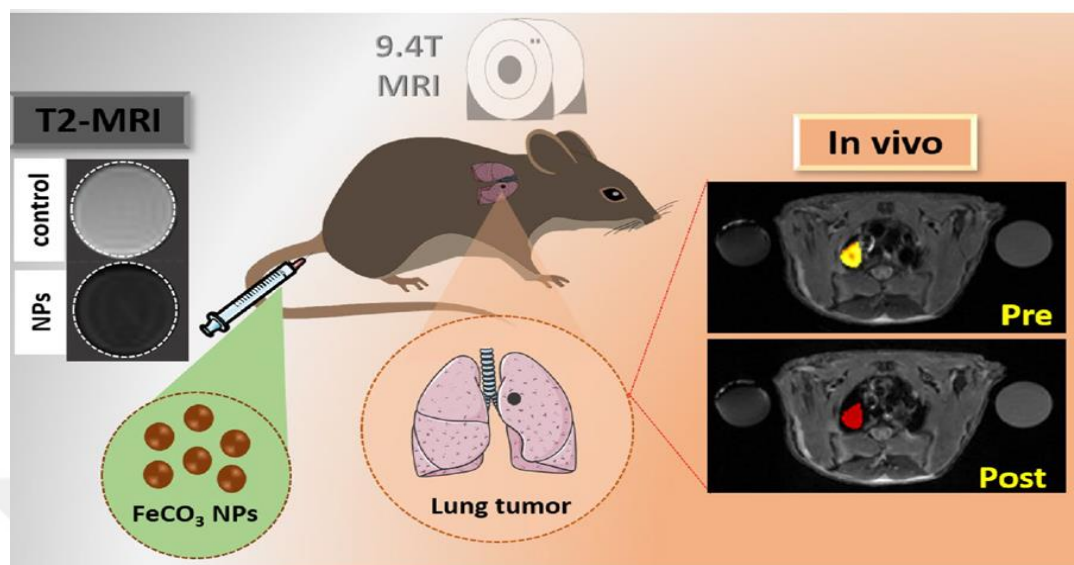 9.4T
MRI
T2-MRI
control
NPs
In vivo
Pre
Post
FeCO₃ NPs
Lung tumor